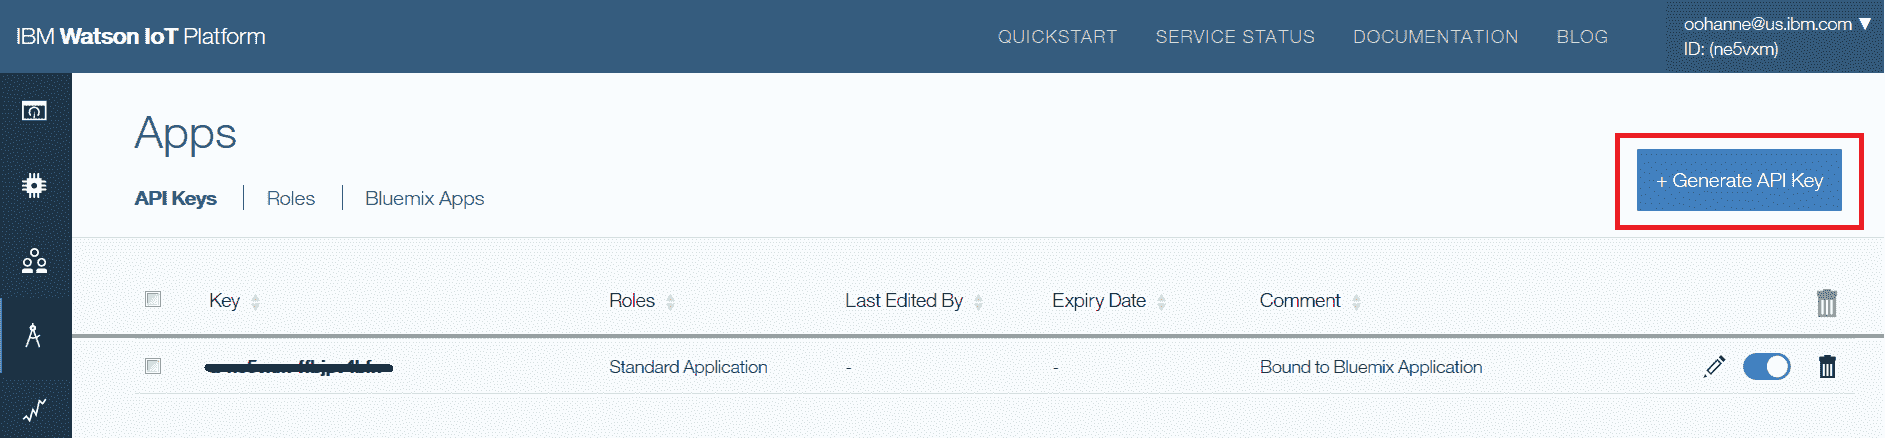 IBM Watson IoT Platform
QUICKSTART SERVICE STATUS DOCUMENTATION BLOG
oohanne@us.ibm.com
ID: (ne5vxm)
Apps
API Keys Roles Bluemix Apps
+ Generate API Key
Key Roles Last Edited By Expiry Date Comment
Standard Application - - Bound to Bluemix Application